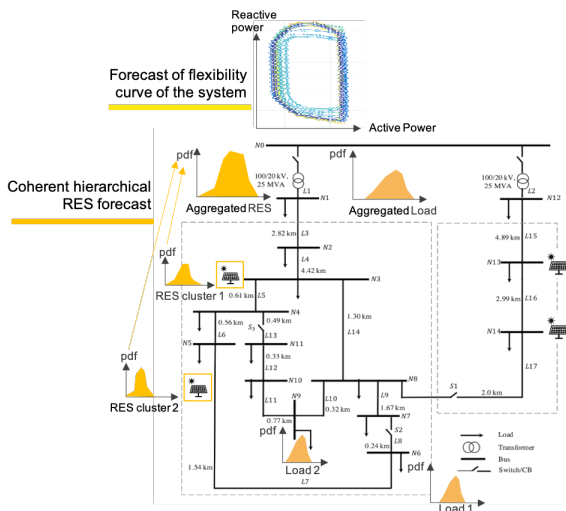 Reactive
power
Forecast of flexibility
curve of the system
Active Power
N0
pdf
100/20 kV,
25 MVA
pdf
100/20 kV,
25 MVA
Coherent hierarchical
RES forecast
L1
L2
Aggregated RES
N1
Aggregated Load
N12
2.82 km
L3
4.89 km
L15
N2
pdf
L4
N13
4.42 km
N3
RES cluster 1
0.61 km
L5
2.99 km
L16
N4
1.30 km
0.56 km
0.49 km
L14
L6
S3
L13
N14
N5
N11
pdf
0.33 km
L12
L17
N10
N8
S1
RES cluster 2
L11
N9
L10
L9
2.0 km
0.32 km
1.67 km
0.77 km
N7
pdf
S2
0.24 km
L8
Load
Transformer
Load 2
N6
Bus
1.54 km
pdf
Switch/CB
L7
Load 1